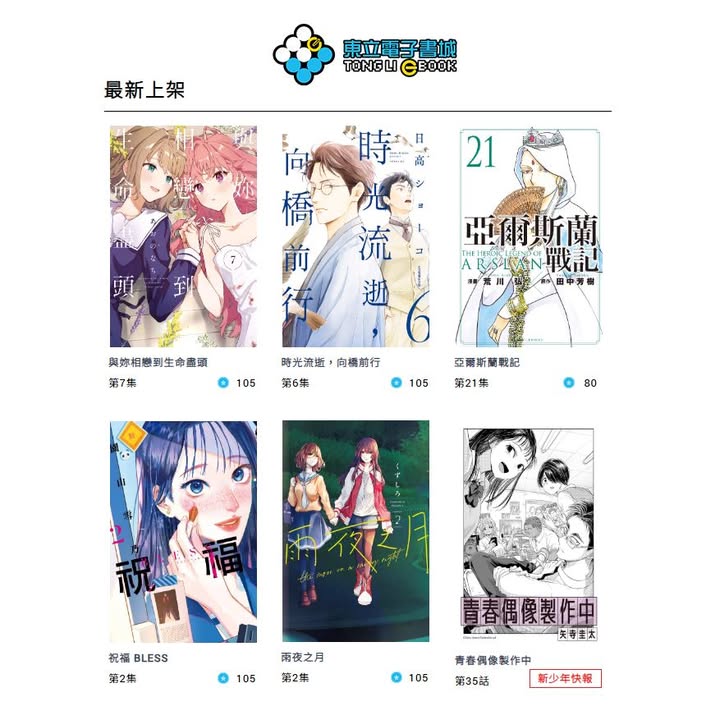 東立電子書城
TONG LI eBOOK
最新上架
與妳相戀到生命盡頭
あおのなち
7
時光流逝，
向橋前行
日高ショーコ
6
21
亞爾斯蘭戰記
THE HEROIC LEGEND OF
ARSLAN
漫畫 荒川弘 原作 田中芳樹
與妳相戀到生命盡頭
第7集
105
時光流逝，向橋前行
第6集
105
亞爾斯蘭戰記
第21集
80
2
祝福
BLESS
雨夜之月
the moon on a rainy night
くずしろ
2
青春偶像製作中
矢寺圭太
祝福 BLESS
第2集
105
雨夜之月
第2集
105
青春偶像製作中
第35話
新少年快報